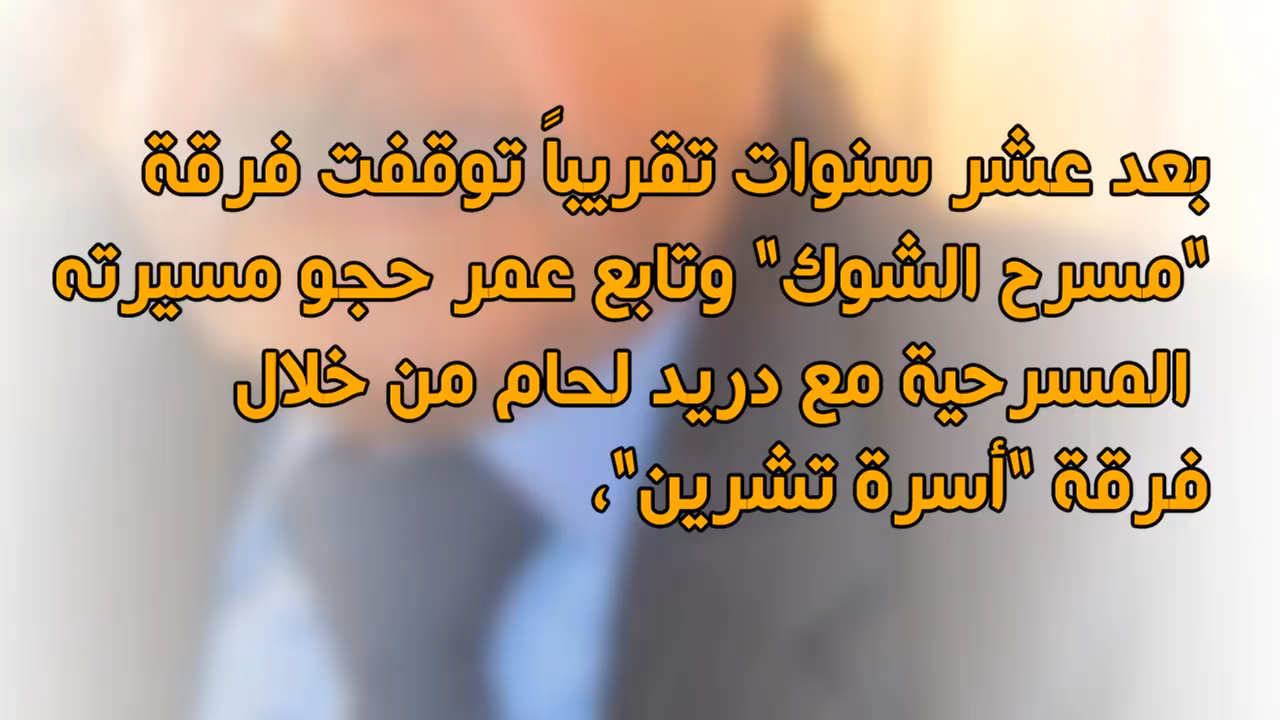 بعد عشر سنوات تقريباً توقفت فرقة
"مسرح الشوك" وتابع عمر حجو مسيرته
المسرحية مع دريد لحام من خلال
فرقة "أسرة تشرين"،